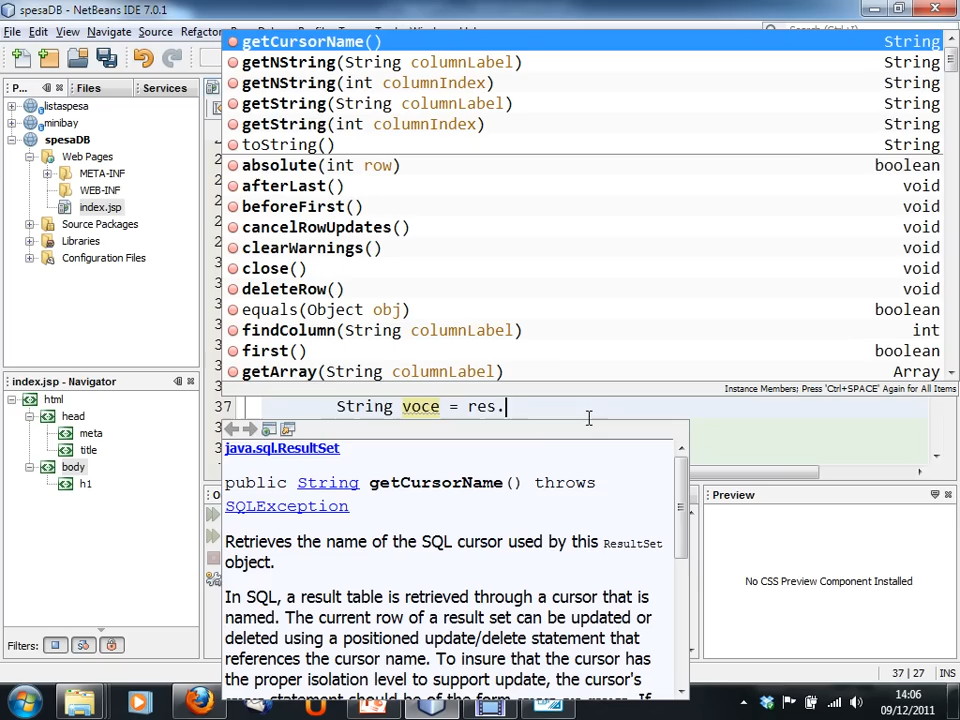 spesaDB - NetBeans IDE 7.0.1
File Edit View Navigate Source Refactor
getCursorName() String
getNString(String columnLabel) String
getNString(int columnIndex) String
getString(String columnLabel) String
getString(int columnIndex) String
toString() String
absolute(int row) boolean
afterLast() void
beforeFirst() void
cancelRowUpdates() void
clearWarnings() void
close() void
deleteRow() void
equals(Object obj) boolean
findColumn(String columnLabel) int
first() boolean
getArray(String columnLabel) Array
Instance Members; Press 'Ctrl+SPACE' Again for All Items
P... Files Services
listaspesa
minibay
spesaDB
Web Pages
META-INF
WEB-INF
index.jsp
Source Packages
Libraries
Configuration Files
index.jsp - Navigator
html
head
meta
title
body
h1
Filters:
37 String voce = res.
java.sql.ResultSet
public String getCursorName() throws
SQLException
Retrieves the name of the SQL cursor used by this ResultSet
object.
In SQL, a result table is retrieved through a cursor that is
named. The current row of a result set can be updated or
deleted using a positioned update/delete statement that
references the cursor name. To insure that the cursor has
the proper isolation level to support update, the cursor's
Preview
No CSS Preview Component Installed
37 | 27 INS
14:06
09/12/2011